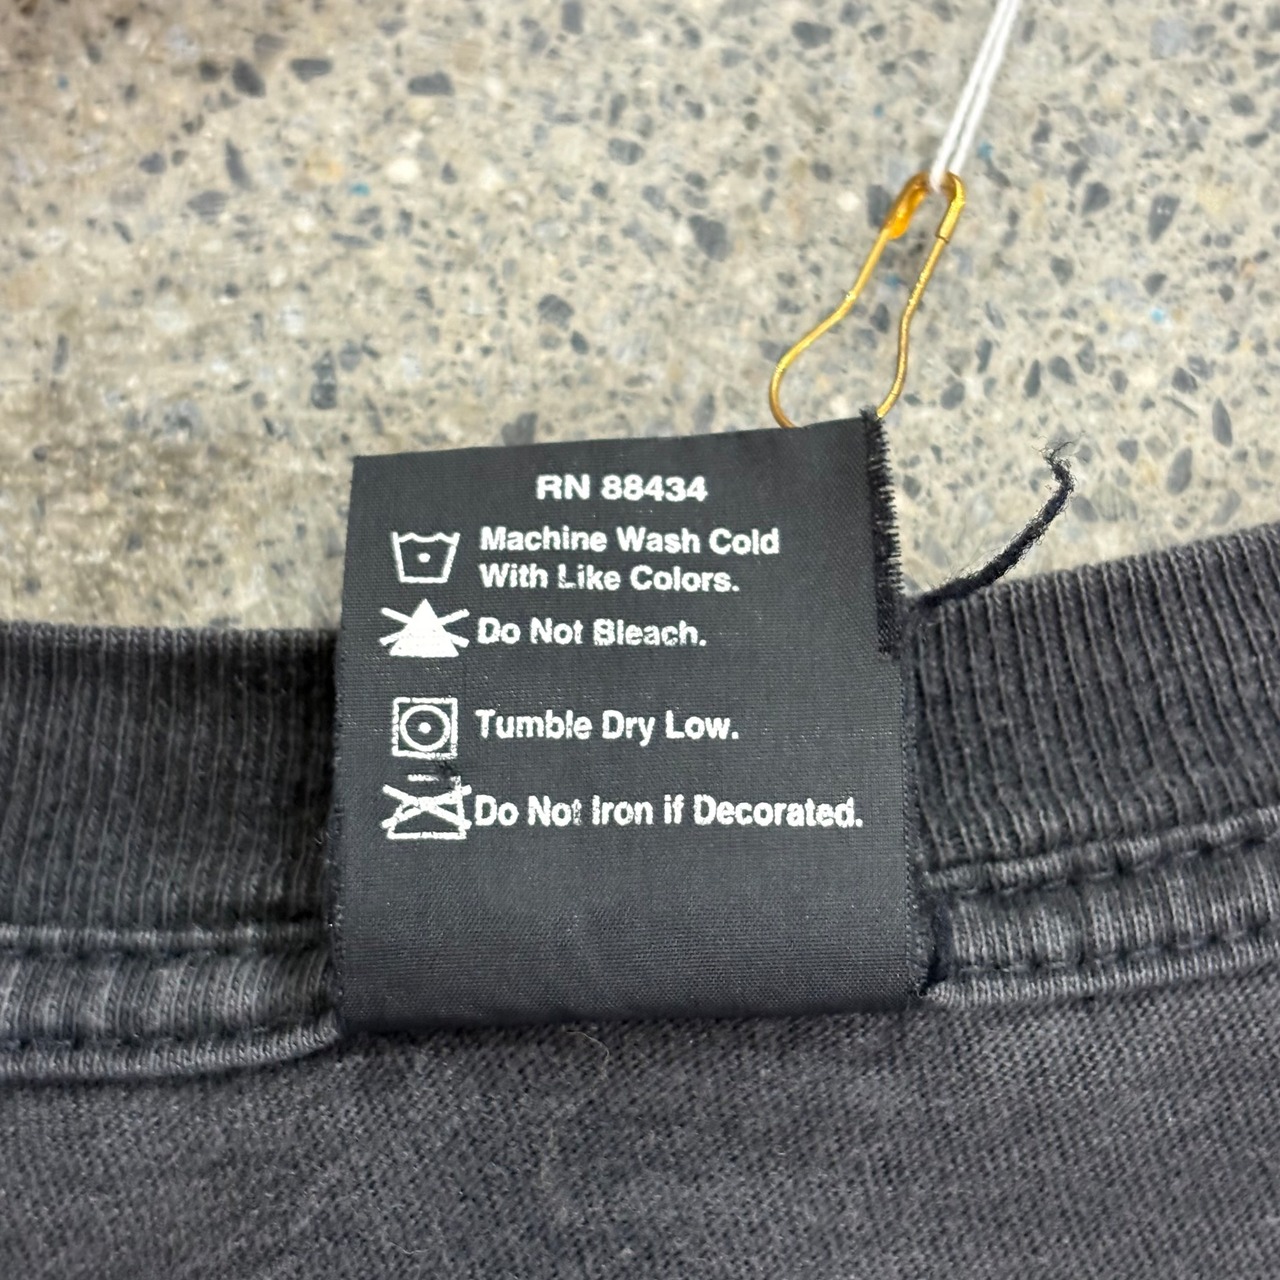 RN 88434
Machine Wash Cold
With Like Colors.
Do Not Bleach.
Tumble Dry Low.
Do Not Iron if Decorated.